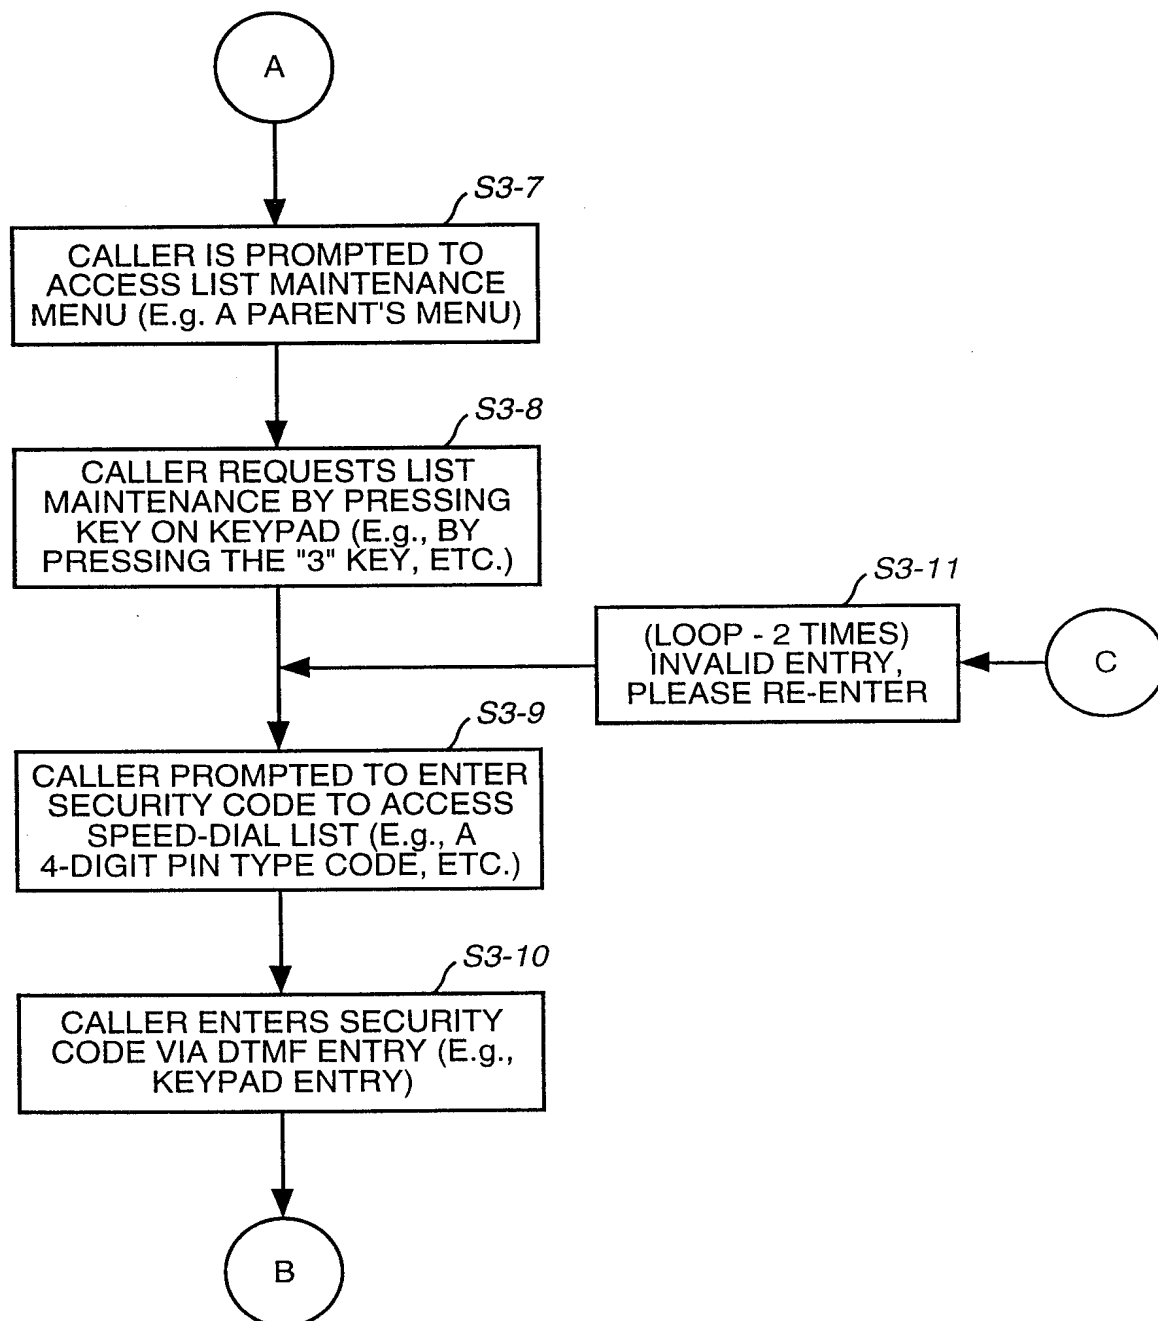 A
S3-7
CALLER IS PROMPTED TO
ACCESS LIST MAINTENANCE
MENU (E.g. A PARENT'S MENU)
S3-8
CALLER REQUESTS LIST
MAINTENANCE BY PRESSING
KEY ON KEYPAD (E.g., BY
PRESSING THE "3" KEY, ETC.)
S3-11
(LOOP - 2 TIMES)
INVALID ENTRY,
PLEASE RE-ENTER
C
S3-9
CALLER PROMPTED TO ENTER
SECURITY CODE TO ACCESS
SPEED-DIAL LIST (E.g., A
4-DIGIT PIN TYPE CODE, ETC.)
S3-10
CALLER ENTERS SECURITY
CODE VIA DTMF ENTRY (E.g.,
KEYPAD ENTRY)
B